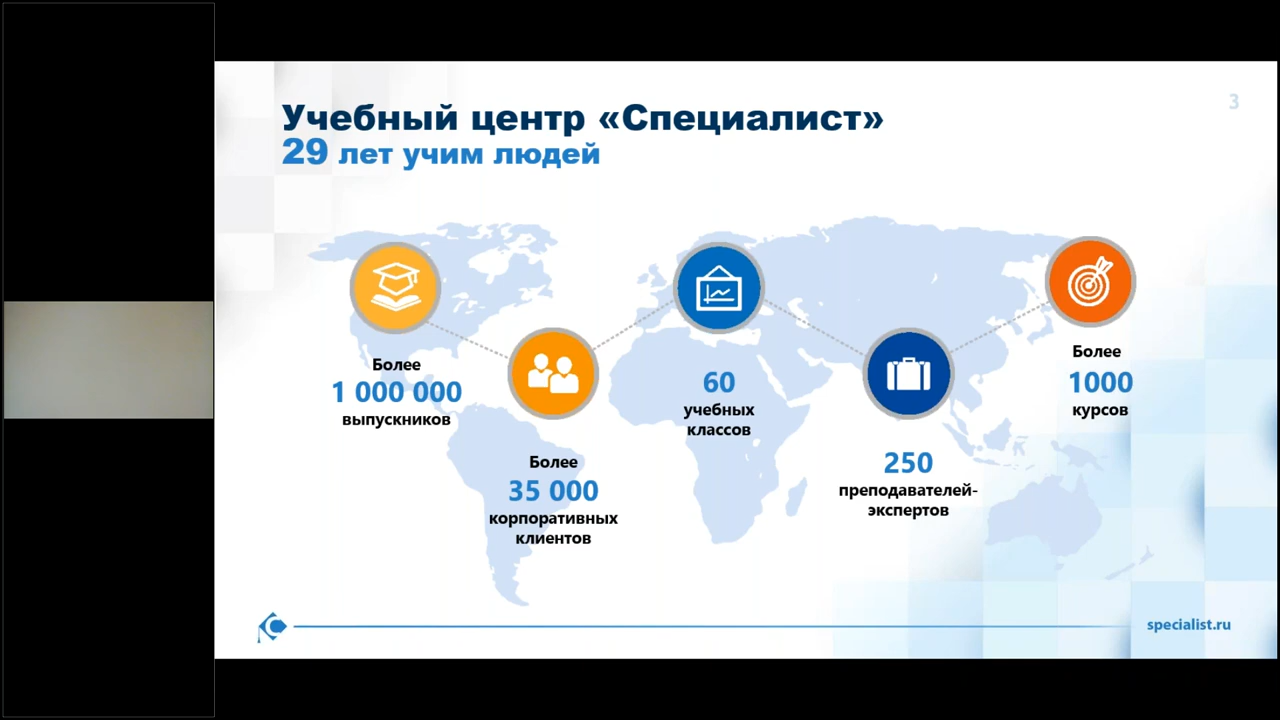 3
Учебный центр «Специалист»
29 лет учим людей
Более
1 000 000
выпускников
Более
35 000
корпоративных
клиентов
60
учебных
классов
250
преподавателей-
экспертов
Более
1000
курсов
specialist.ru